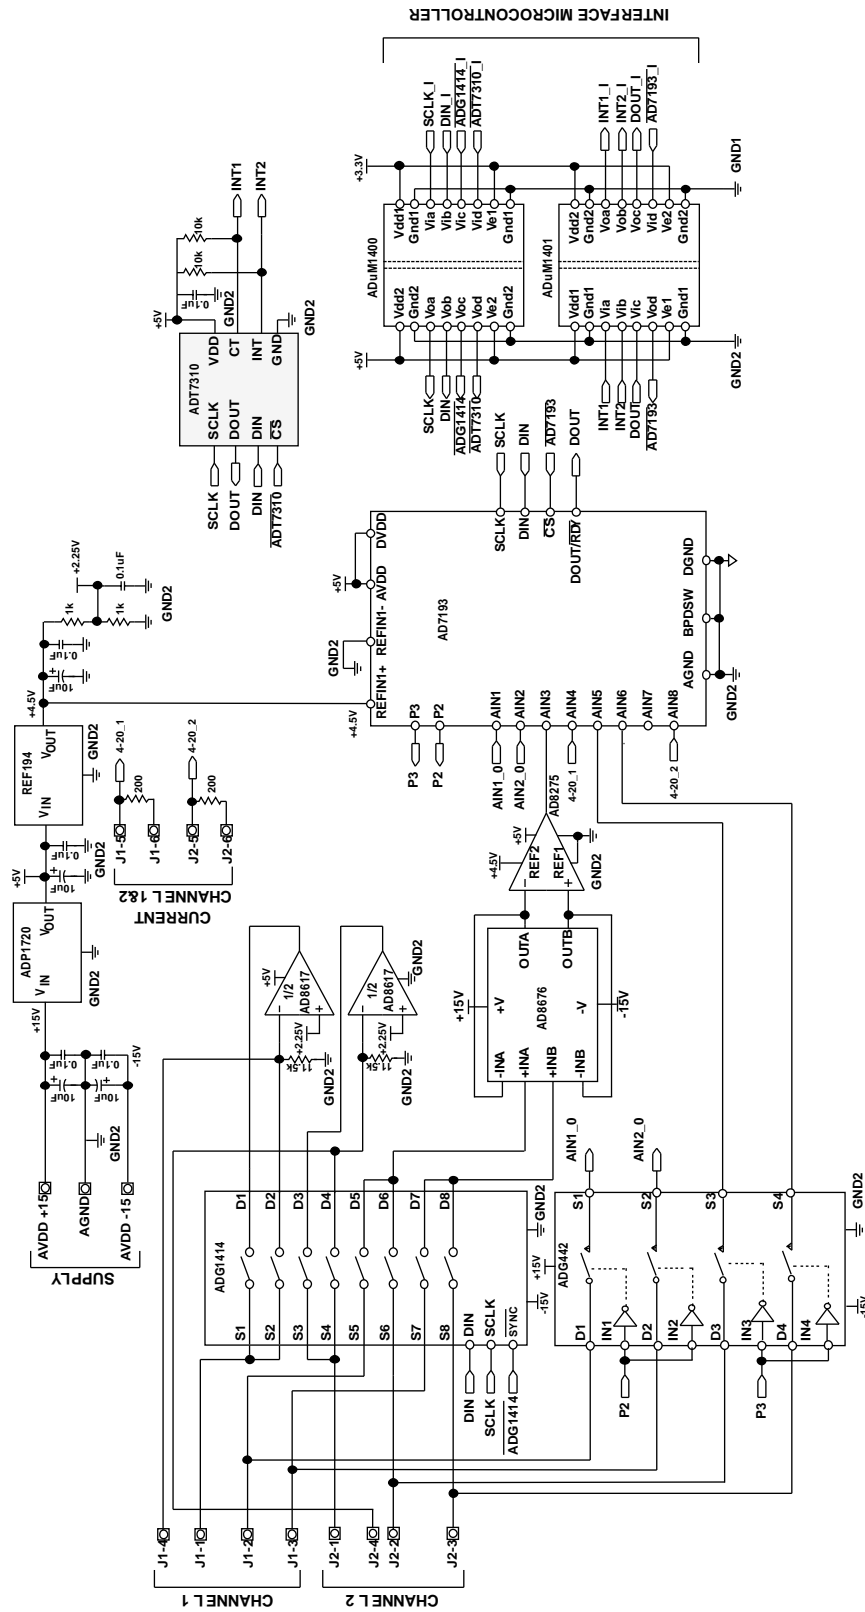 SUPPLY
AVDD +15
AGND
AVDD -15
+15V
10uF
0.1uF
10uF
0.1uF
-15V
GND2
ADP1720
VIN
VOUT
GND2
+5V
10uF
0.1uF
GND2
REF194
VIN
VOUT
GND2
+4.5V
10uF
0.1uF
1k
1k
+2.25V
0.1uF
GND2
CURRENT
CHANNEL 1&2
J1-5
J1-6
200
4-20_1
J2-5
J2-6
200
4-20_2
ADT7310
SCLK
DOUT
DIN
ADT7310
SCLK
DOUT
DIN
CS
VDD
CT
INT
GND
+5V
0.1uF
GND2
10k
10k
INT1
INT2
GND2
CHANNEL 1
J1-4
J1-1
J1-2
J1-3
CHANNEL 2
J2-1
J2-4
J2-2
J2-3
ADG1414
S1
S2
S3
S4
S5
S6
S7
S8
D1
D2
D3
D4
D5
D6
D7
D8
DIN
SCLK
ADG1414
DIN
SCLK
SYNC
-15V
+15V
GND2
+5V
1/2
AD8617
+2.25V
11.5k
GND2
1/2
AD8617
GND2
+2.25V
11.5k
GND2
ADG442
D1
IN1
D2
IN2
D3
IN3
D4
IN4
P2
P3
S1
S2
S3
S4
AIN1_0
AIN2_0
-15V
GND2
AD8676
+15V
+V
-INA
+INA
+INB
-INB
OUTA
OUTB
-V
-15V
AD8275
+4.5V
+5V
REF2
REF1
GND2
AD7193
+4.5V
REFIN1+
REFIN1-
GND2
AVDD
DVDD
+5V
P3
P2
P3
P2
AIN1_0
AIN2_0
4-20_1
4-20_2
AIN1
AIN2
AIN3
AIN4
AIN5
AIN6
AIN7
AIN8
AGND
BPDSW
DGND
GND2
SCLK
DIN
CS
DOUT/RDY
SCLK
DIN
AD7193
DOUT
ADuM1400
+5V
SCLK
DIN
ADG1414
ADT7310
Vdd2
Gnd2
Voa
Vob
Voc
Vod
Ve2
Gnd2
Vdd1
Gnd1
Via
Vib
Vic
Vid
Ve1
Gnd1
+3.3V
SCLK_I
DIN_I
ADG1414_I
ADT7310_I
ADuM1401
INT1
INT2
DOUT
AD7193
Vdd1
Gnd1
Via
Vib
Vic
Vod
Ve1
Gnd1
GND2
Vdd2
Gnd2
Voa
Vob
Voc
Vid
Ve2
Gnd2
INT1_I
INT2_I
DOUT_I
AD7193_I
GND1
INTERFACE MICROCONTROLLER